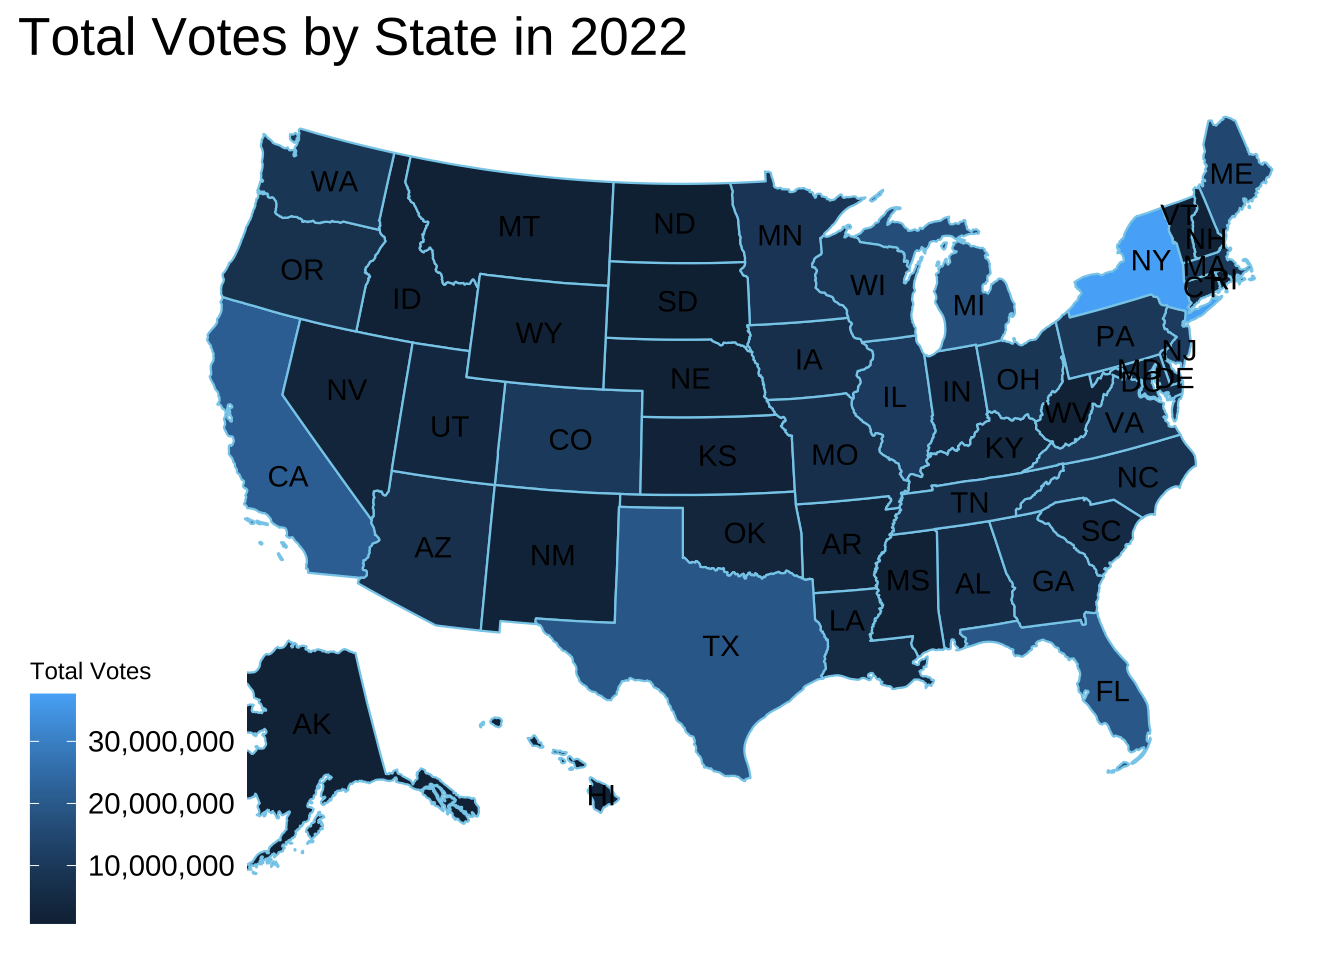 Total Votes by State in 2022
ME
WA
VT
MT
ND
MN
NH
NY
MA
OR
RI
ID
WI
CT
SD
MI
WY
PA
IA
NJ
MD
NE
OH
DE
DC
NV
IN
IL
WV
UT
VA
CO
KY
KS
MO
CA
NC
TN
OK
SC
AZ
AR
NM
MS
AL
GA
LA
TX
Total Votes
FL
AK
30,000,000
HI
20,000,000
10,000,000